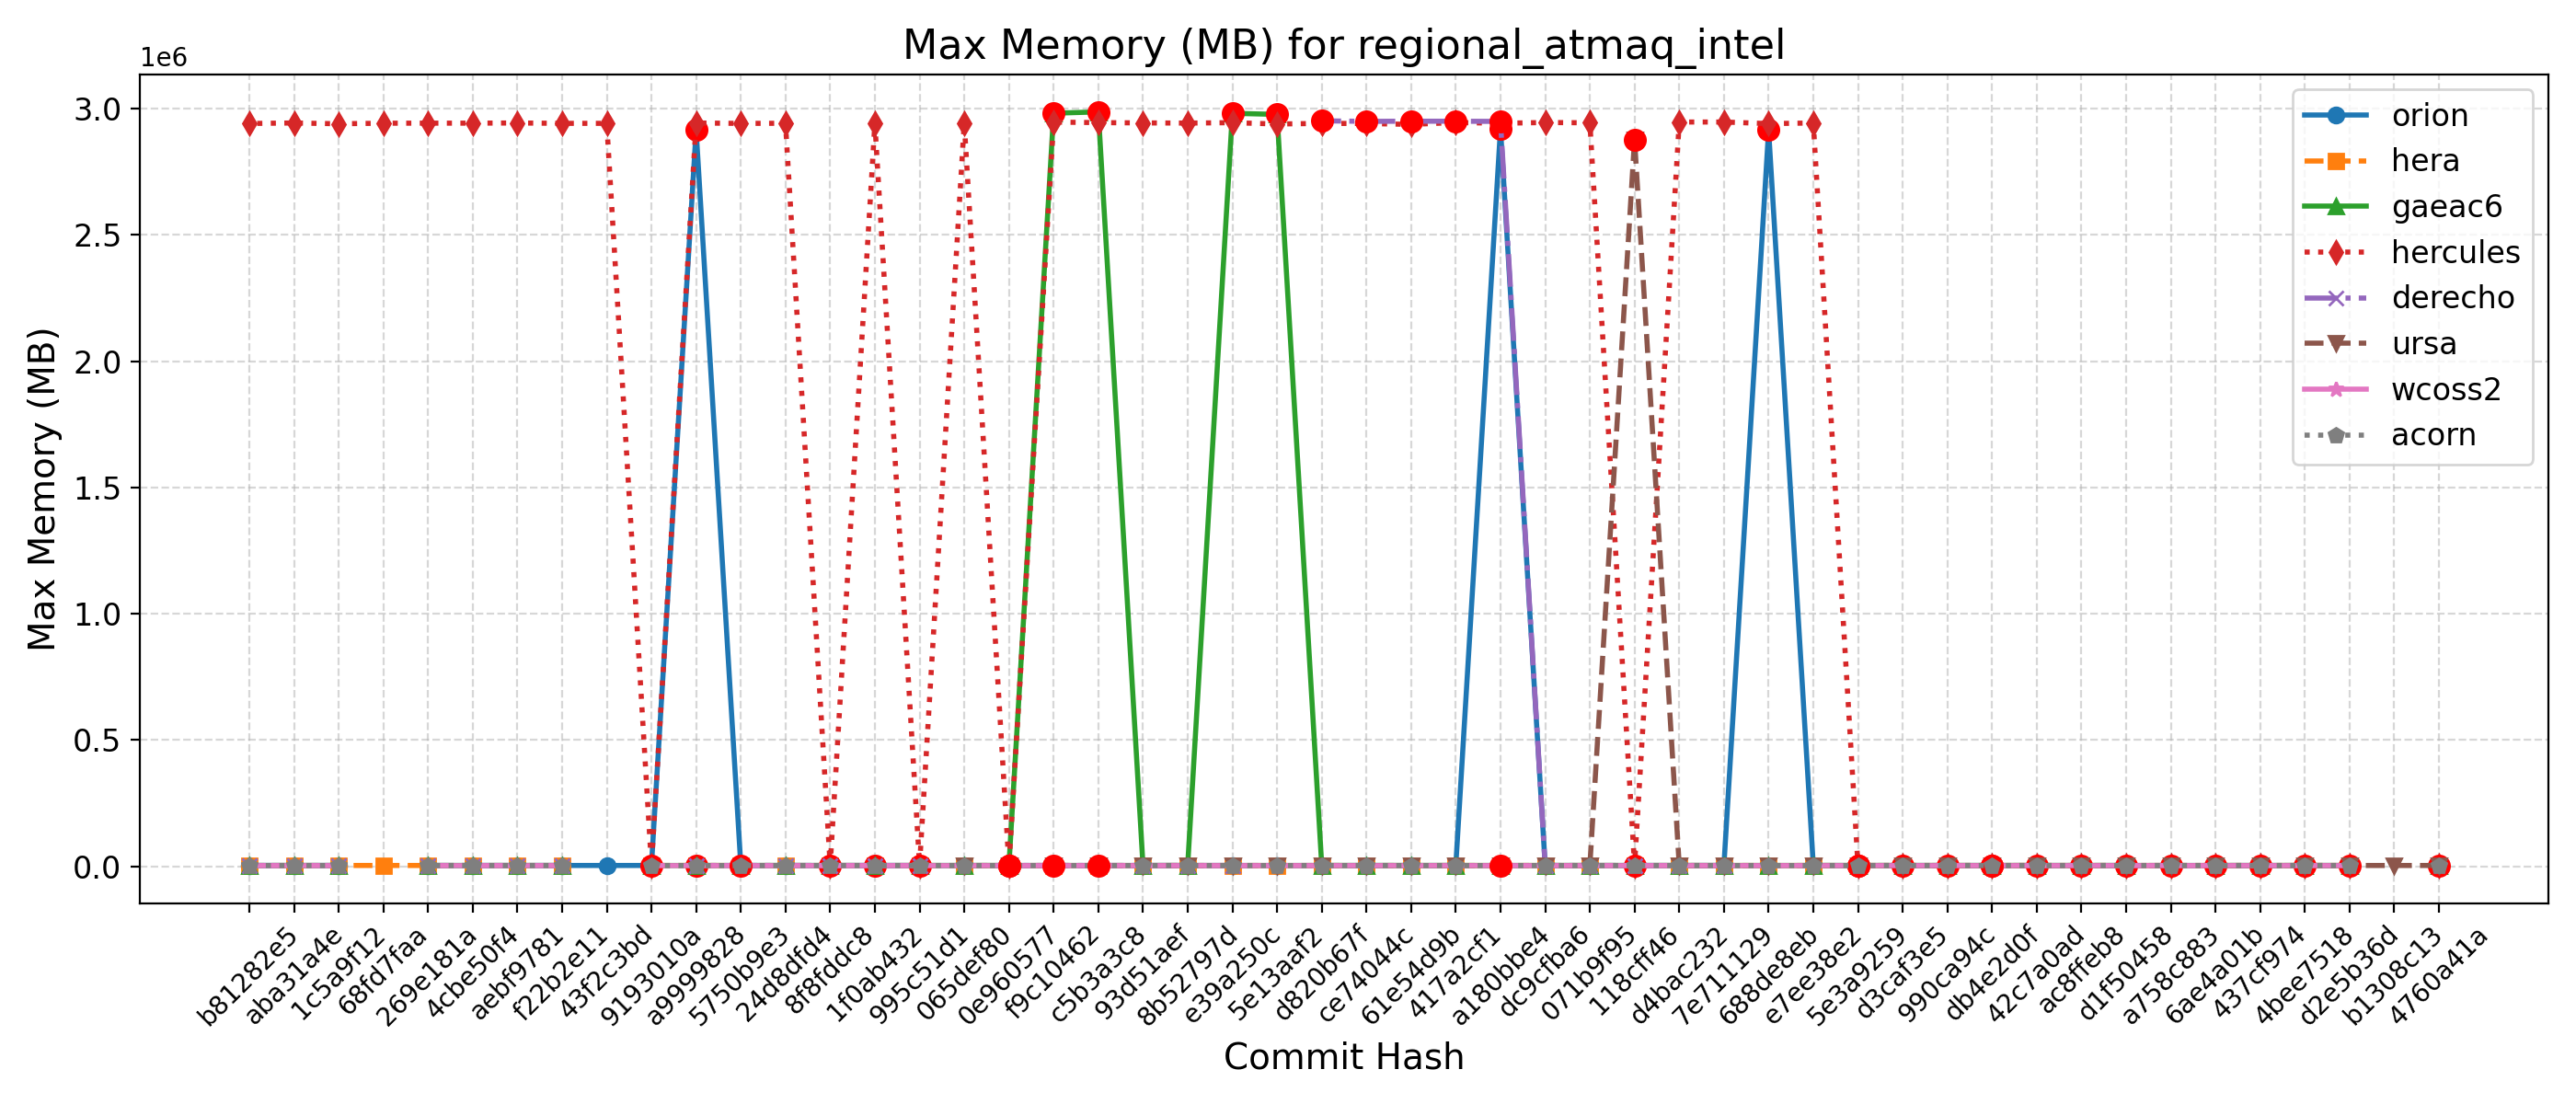 Max Memory (MB) for regional_atmaq_intel
1e6
3.0
2.5
2.0
1.5
1.0
0.5
0.0
Max Memory (MB)
orion
hera
gaeac6
hercules
derecho
ursa
wcoss2
acorn
b81282e5
aba31a4e
1c5a9f12
68fd7faa
269e181a
4cbe50f4
aebf9781
f22b2e11
43f2c3bd
9193010a
a9999828
5750b9e3
24d8dfd4
8f8fddc8
1f0ab432
995c51d1
065def80
0e960577
f9c10462
c5b3a3c8
93d51aef
8b52797d
e39a250c
5e13aaf2
d820b67f
ce74044c
61e54d9b
417a2cf1
a180bbe4
dc9cfba6
071b9f95
118cff46
d4bac232
7e711129
688de8eb
e7ee38e2
5e3a9259
d3caf3e5
990ca94c
db4e2d0f
42c7a0ad
ac8ffeb8
d1f50458
a758c883
6ae4a01b
437cf974
4bee7518
d2e5b36d
b1308c13
4760a41a
Commit Hash